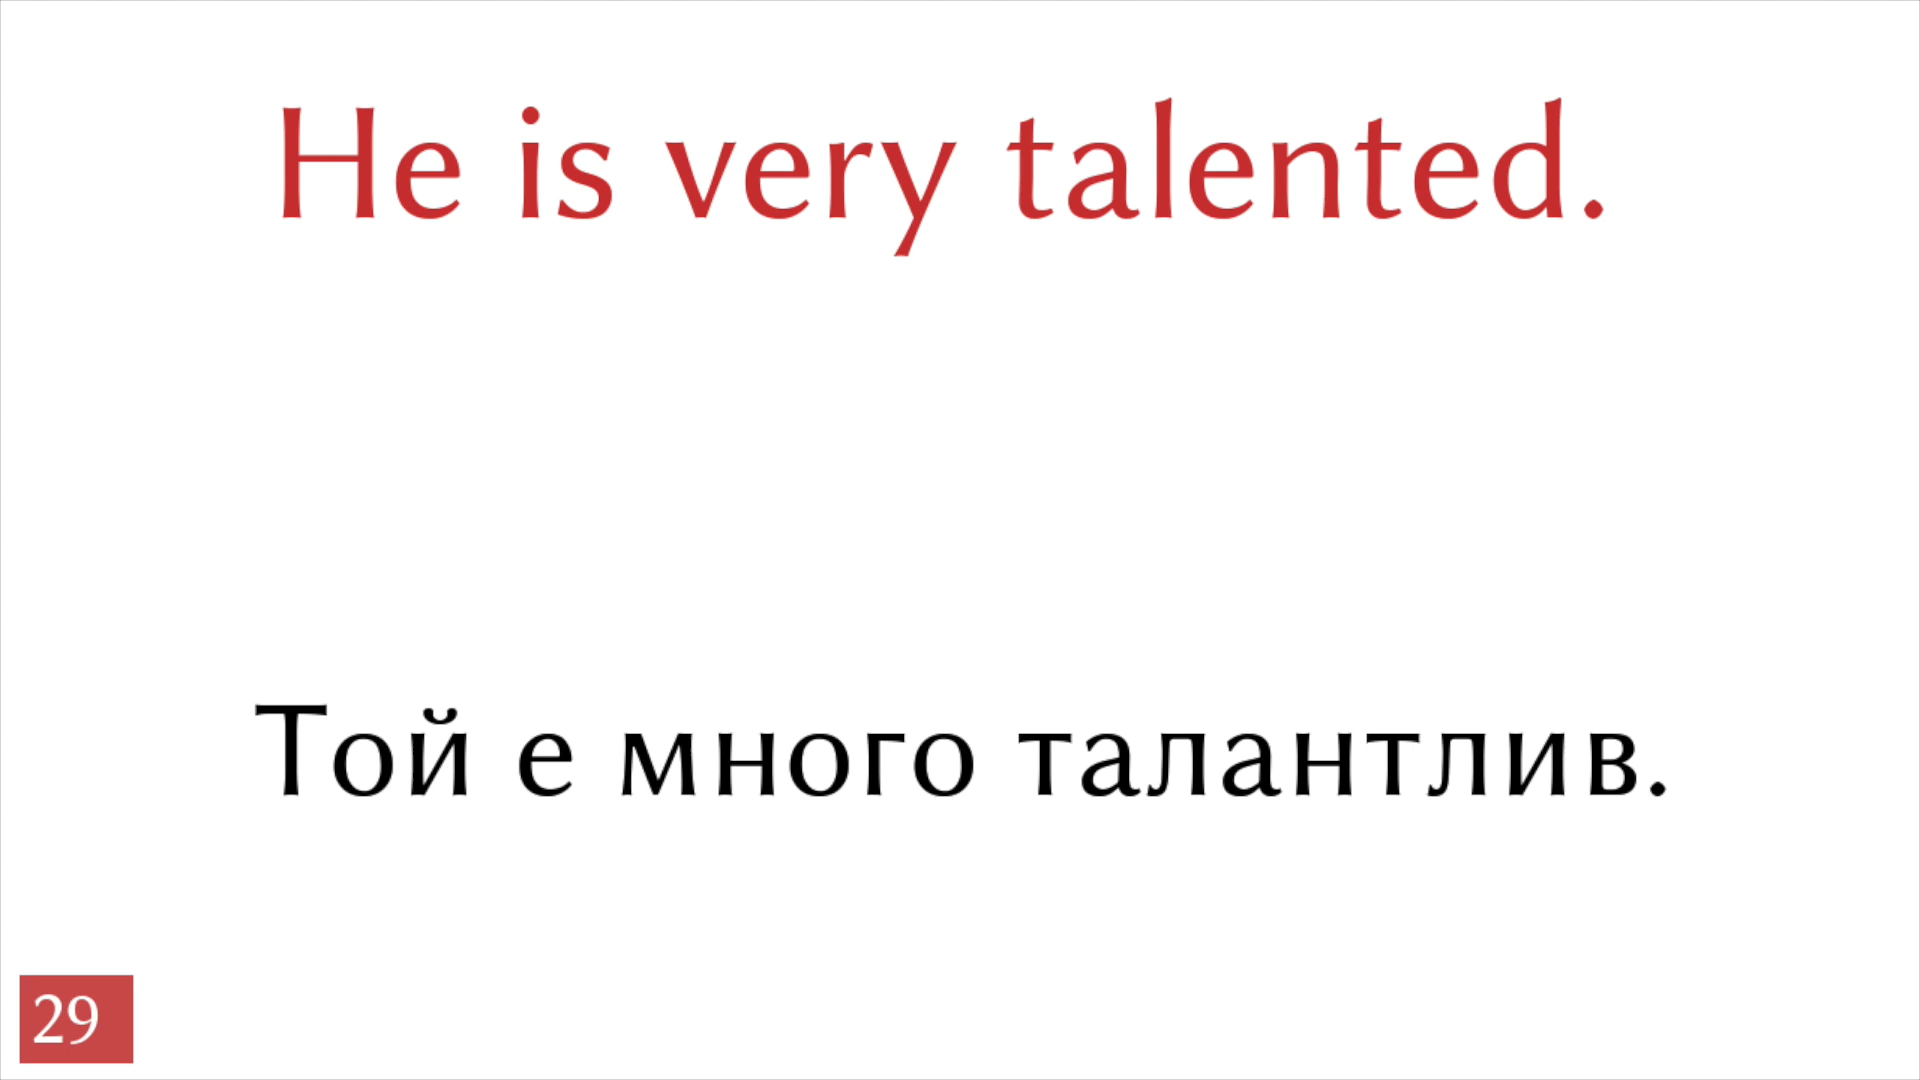 He is very talented.
Той е много талантлив.
29